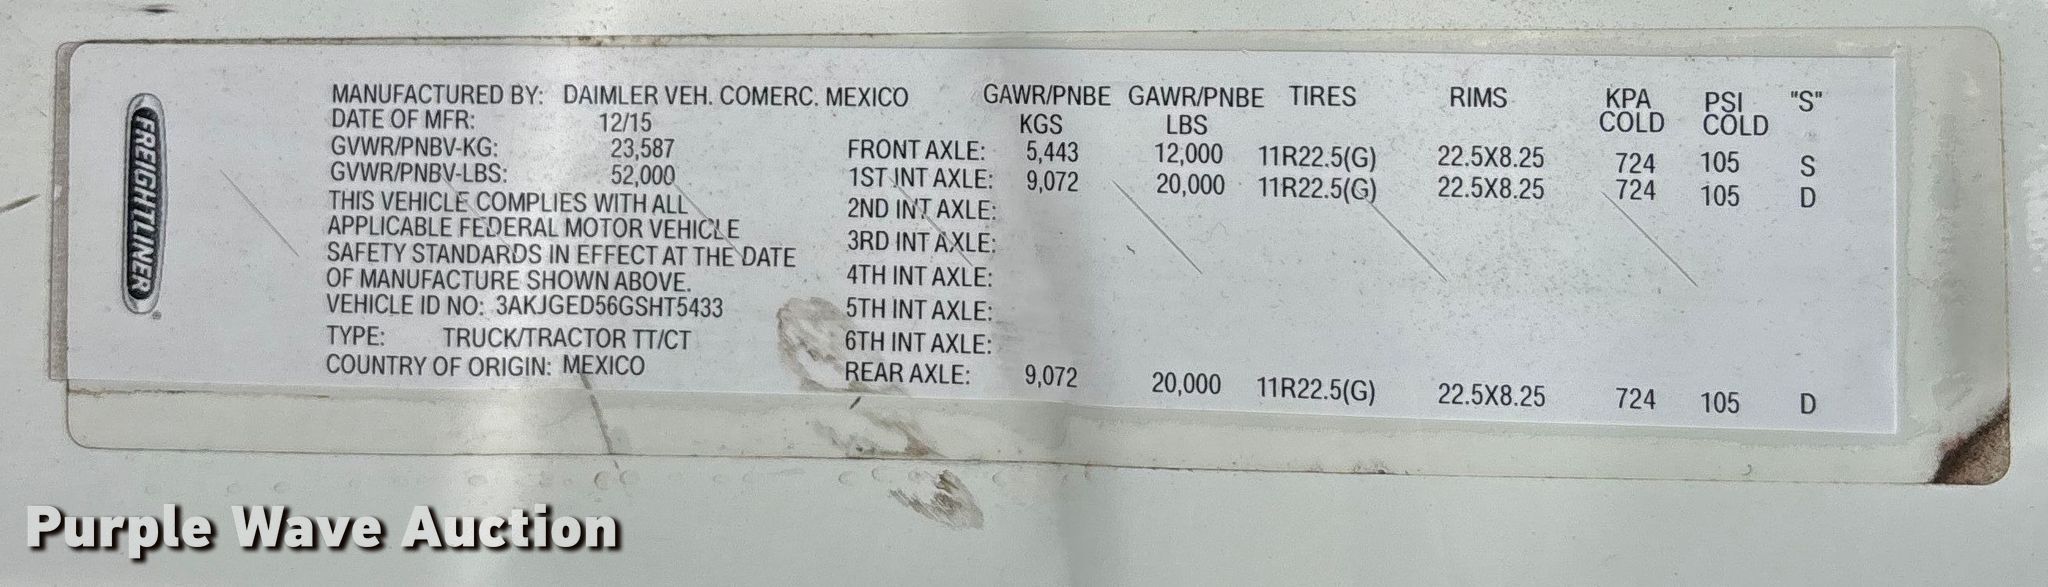 FREIGHTLINER ®
MANUFACTURED BY: DAIMLER VEH. COMERC. MEXICO
DATE OF MFR: 12/15
GVWR/PNBV-KG: 23,587
GVWR/PNBV-LBS: 52,000
THIS VEHICLE COMPLIES WITH ALL
APPLICABLE FEDERAL MOTOR VEHICLE
SAFETY STANDARDS IN EFFECT AT THE DATE
OF MANUFACTURE SHOWN ABOVE.
VEHICLE ID NO: 3AKJGED56GSHT5433
TYPE: TRUCK/TRACTOR TT/CT
COUNTRY OF ORIGIN: MEXICO
GAWR/PNBE GAWR/PNBE TIRES RIMS KPA PSI "S"
KGS LBS COLD COLD
FRONT AXLE: 5,443 12,000 11R22.5(G) 22.5X8.25 724 105 S
1ST INT AXLE: 9,072 20,000 11R22.5(G) 22.5X8.25 724 105 D
2ND INT AXLE:
3RD INT AXLE:
4TH INT AXLE:
5TH INT AXLE:
6TH INT AXLE:
REAR AXLE: 9,072 20,000 11R22.5(G) 22.5X8.25 724 105 D
Purple Wave Auction